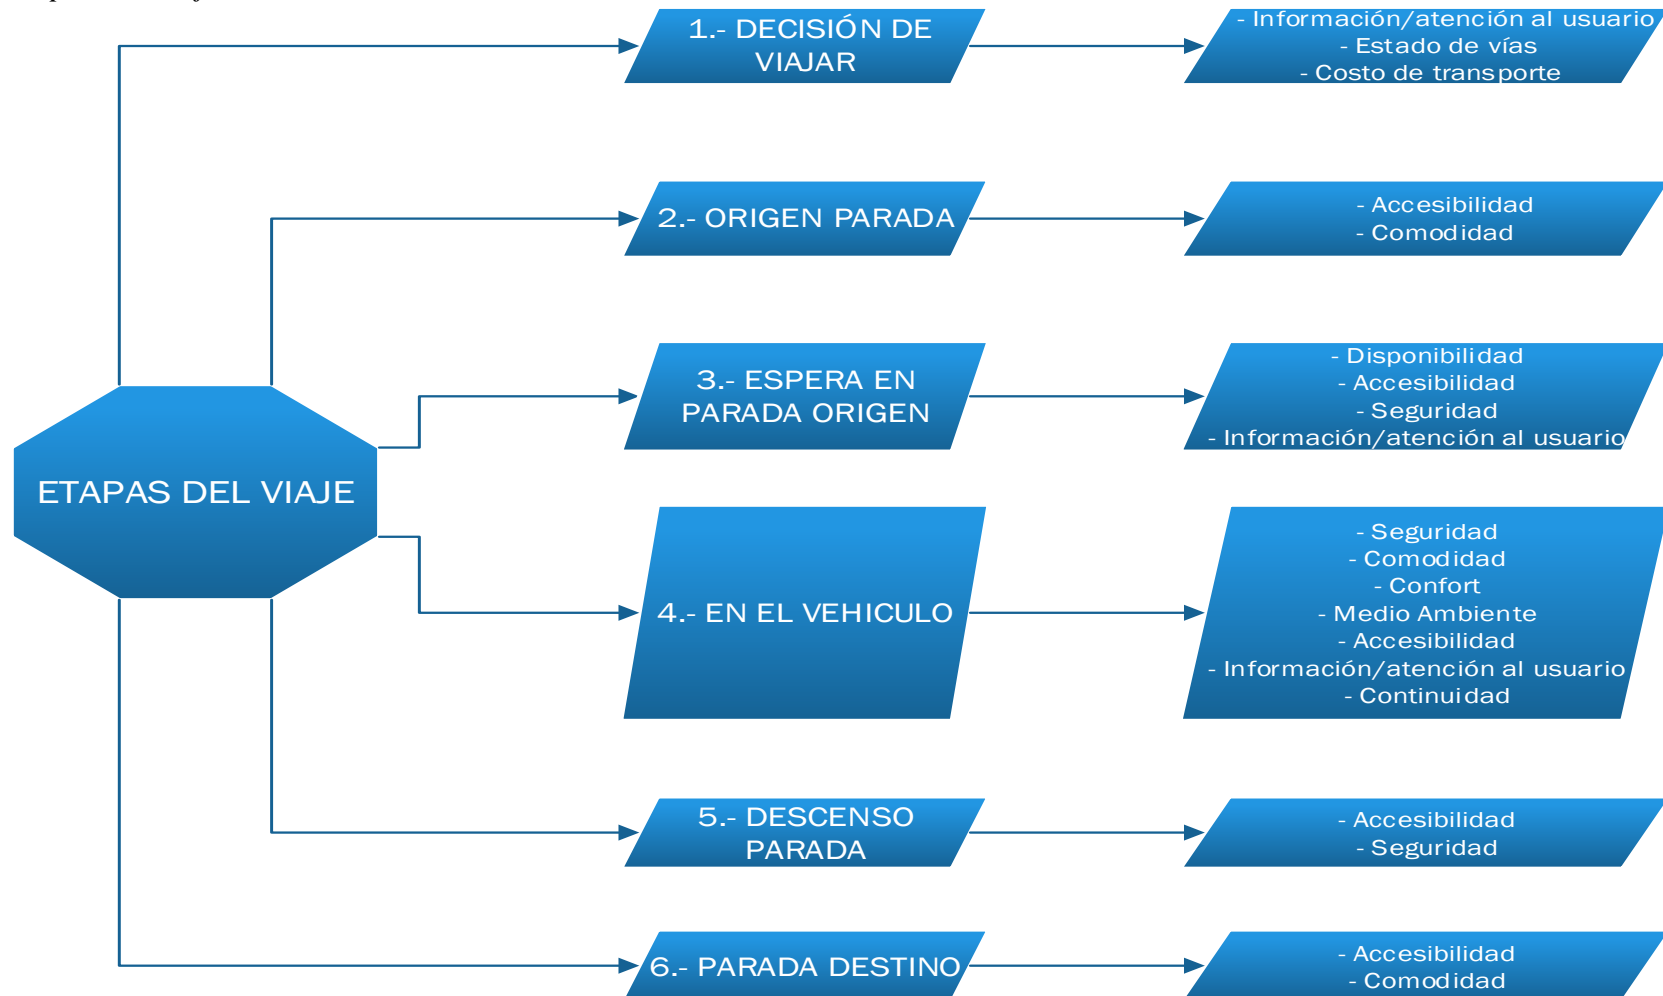 1.- DECISIÓN DE
VIAJAR
- Información/atención al usuario
- Estado de vías
- Costo de transporte
2.- ORIGEN PARADA
- Accesibilidad
- Comodidad
3.- ESPERA EN
PARADA ORIGEN
- Disponibilidad
- Accesibilidad
- Seguridad
- Información/atención al usuario
ETAPAS DEL VIAJE
4.- EN EL VEHICULO
- Seguridad
- Comodidad
- Confort
- Medio Ambiente
- Accesibilidad
- Información/atención al usuario
- Continuidad
5.- DESCENSO
PARADA
- Accesibilidad
- Seguridad
6.- PARADA DESTINO
- Accesibilidad
- Comodidad